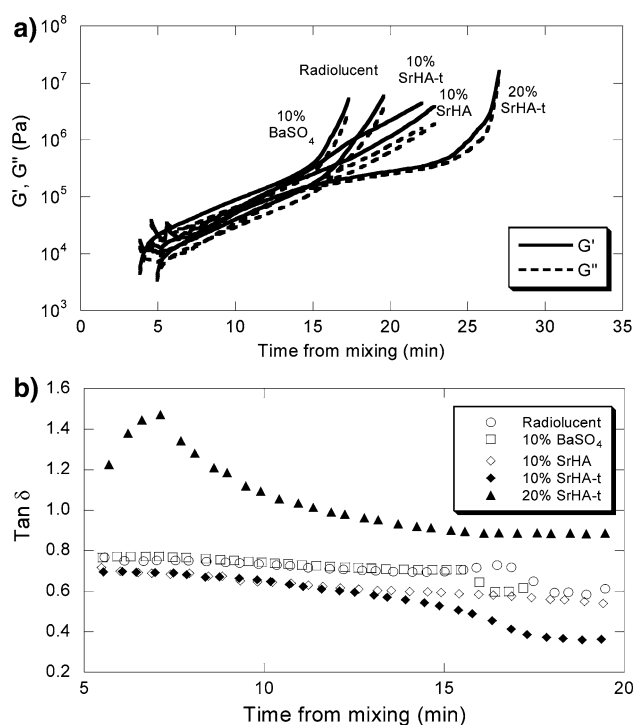 a)
10⁸
10⁷
10⁶
10⁵
10⁴
10³
G', G" (Pa)
Radiolucent
10%
BaSO₄
10%
SrHA-t
10%
SrHA
20%
SrHA-t
G'
G"
0 5 10 15 20 25 30 35
Time from mixing (min)
b)
1.6
1.4
1.2
1.0
0.8
0.6
0.4
0.2
Tan δ
Radiolucent
10% BaSO₄
10% SrHA
10% SrHA-t
20% SrHA-t
5 10 15 20
Time from mixing (min)